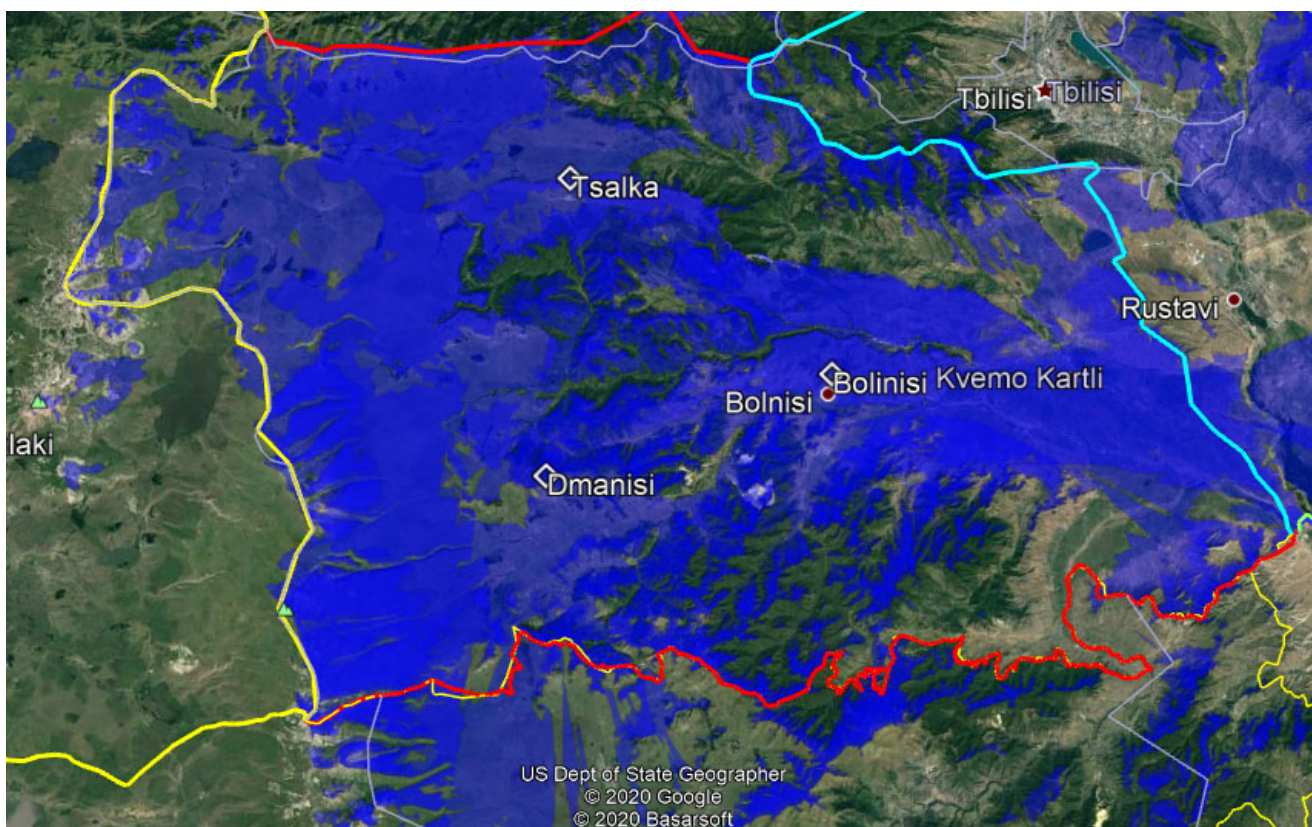 Tbilisi Tbilisi
Tsalka
Rustavi
Bolinisi Kvemo Kartli
Bolnisi
laki
Dmanisi
US Dept of State Geographer
© 2020 Google
© 2020 Basarsoft